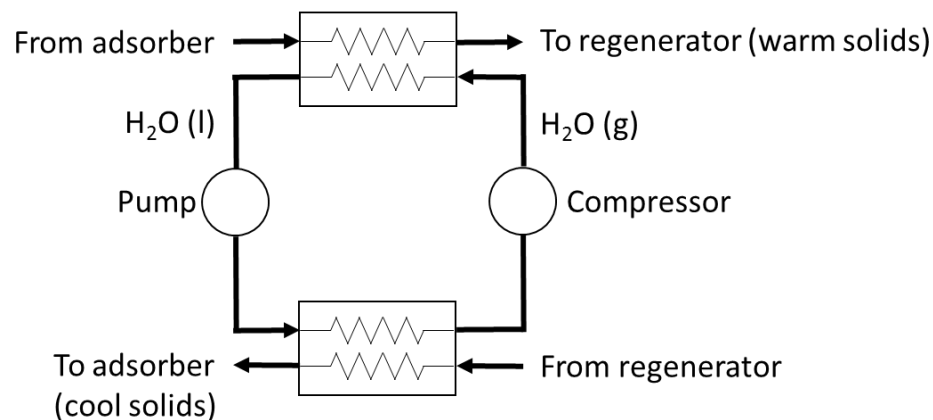 From adsorber
To regenerator (warm solids)
H₂O (l)
H₂O (g)
Pump
Compressor
To adsorber
(cool solids)
From regenerator